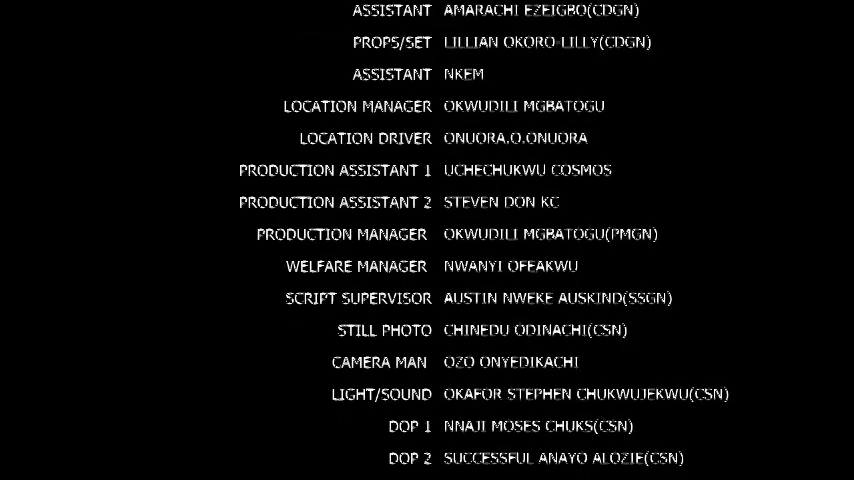 ASSISTANT AMARACHI EZEIGBO(CDGN)
PROPS/SET LILLIAN OKORO-LILLY(CDGN)
ASSISTANT NKEM
LOCATION MANAGER OKWUDILI MGBATOGU
LOCATION DRIVER ONUORA.O.ONUORA
PRODUCTION ASSISTANT 1 UCHECHUKWU COSMOS
PRODUCTION ASSISTANT 2 STEVEN DON KC
PRODUCTION MANAGER OKWUDILI MGBATOGU(PMGN)
WELFARE MANAGER NWANYI OFEAKWU
SCRIPT SUPERVISOR AUSTIN NWEKE AUSKIND(SSGN)
STILL PHOTO CHINEDU ODINACHI(CSN)
CAMERA MAN OZO ONYEDIKACHI
LIGHT/SOUND OKAFOR STEPHEN CHUKWUJEKWU(CSN)
DOP 1 NNAJI MOSES CHUKS(CSN)
DOP 2 SUCCESSFUL ANAYO ALOZIE(CSN)